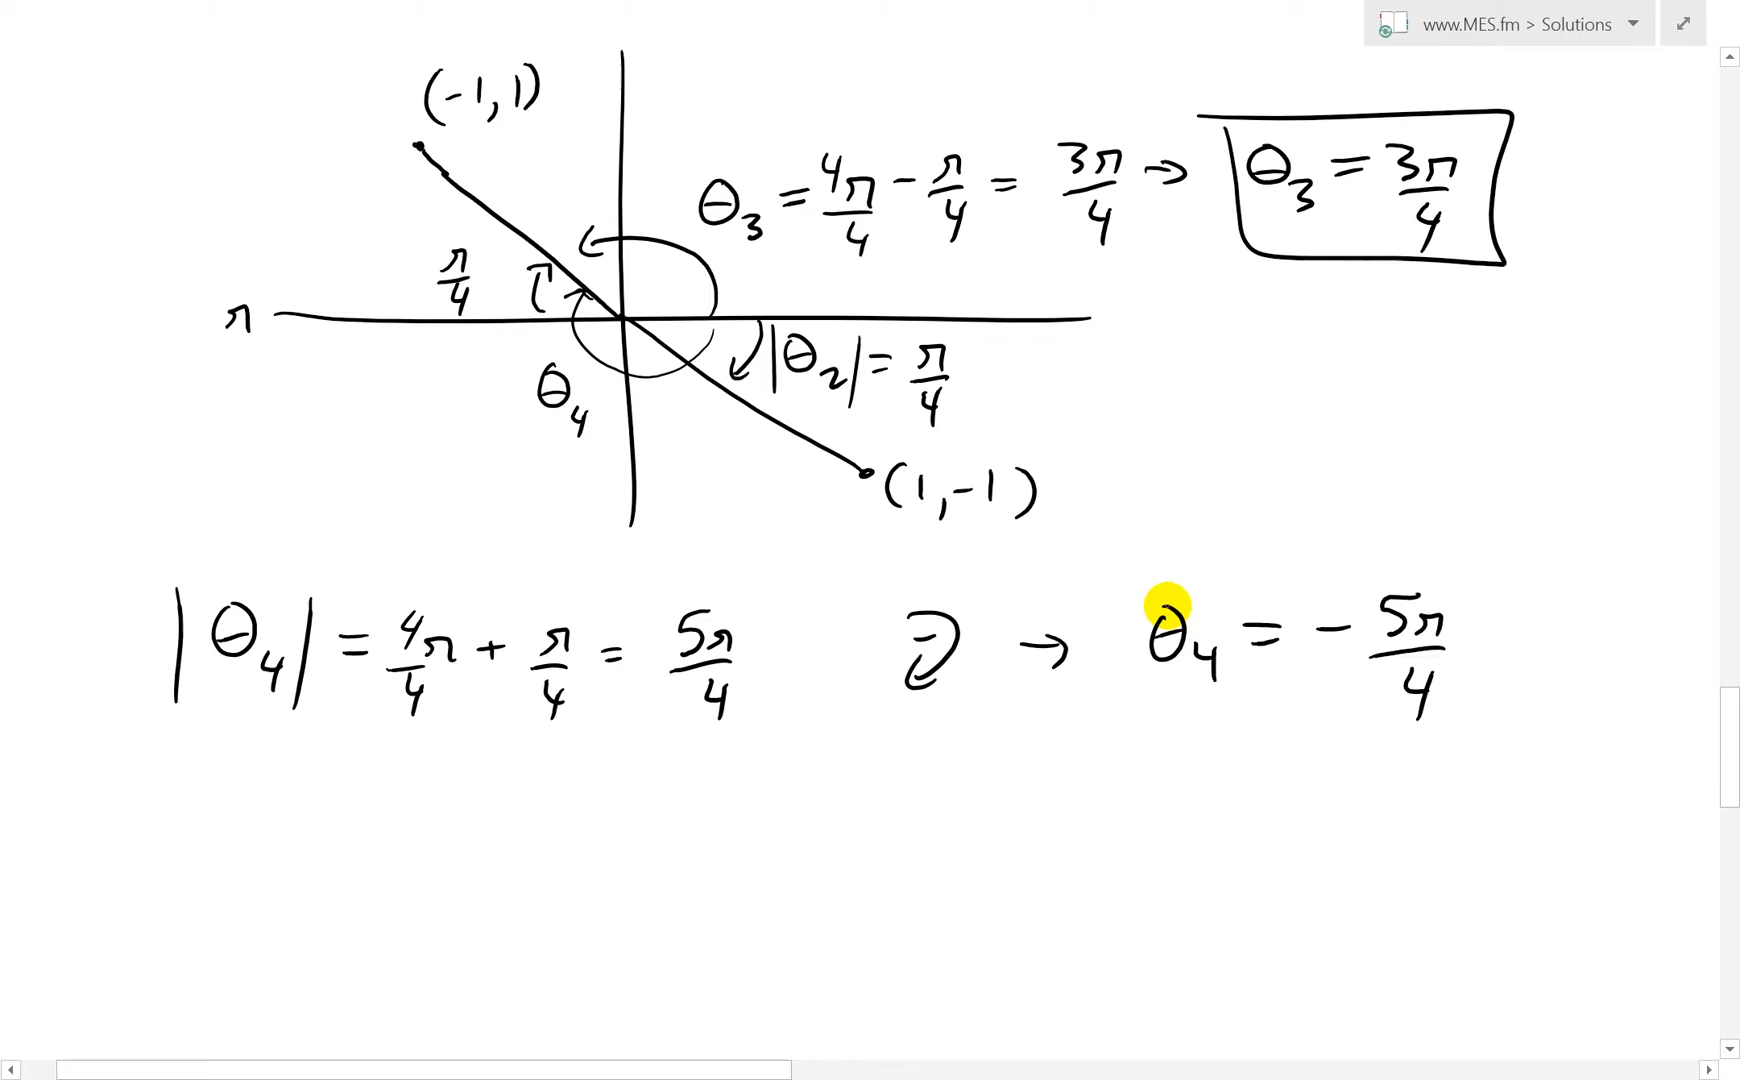 www.MES.fm > Solutions
(-1, 1)
θ₃ = 4π/4 - π/4 = 3π/4 → θ₃ = 3π/4
π/4
π
|θ₂| = π/4
θ₄
(1, -1)
|θ₄| = 4π/4 + π/4 = 5π/4 → θ₄ = - 5π/4